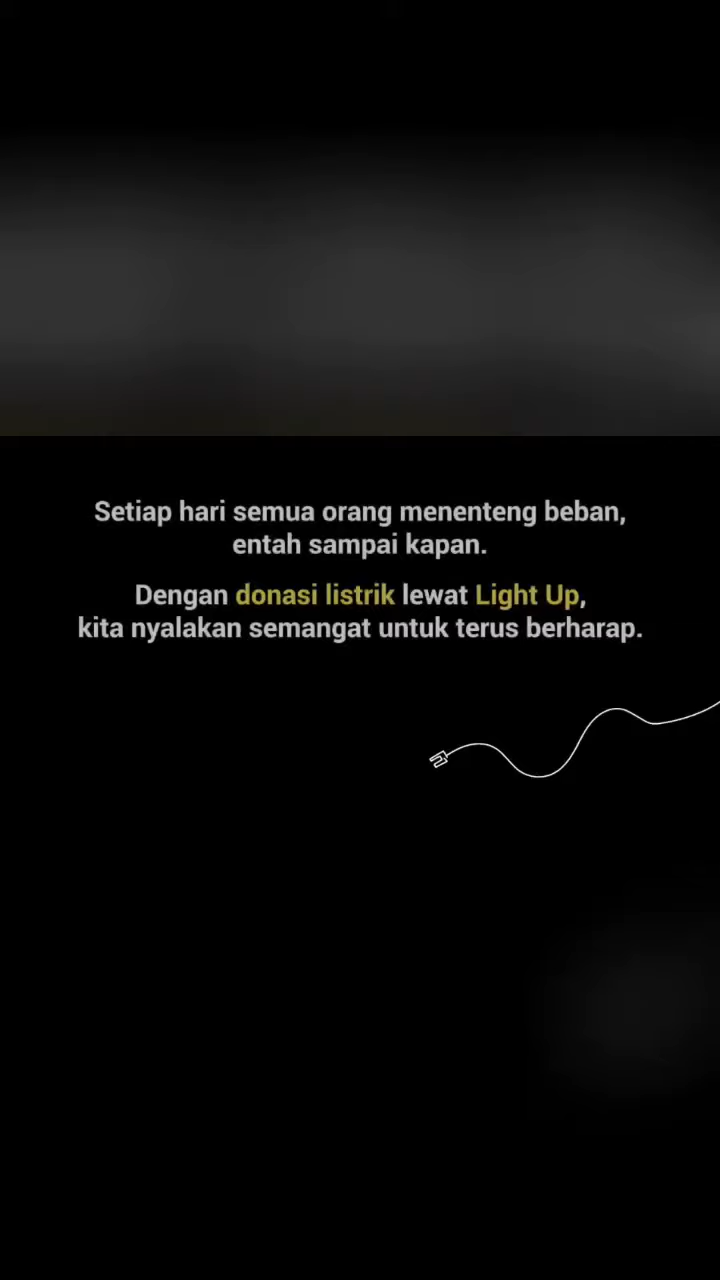 Setiap hari semua orang menenteng beban,
entah sampai kapan.
Dengan donasi listrik lewat Light Up,
kita nyalakan semangat untuk terus berharap.